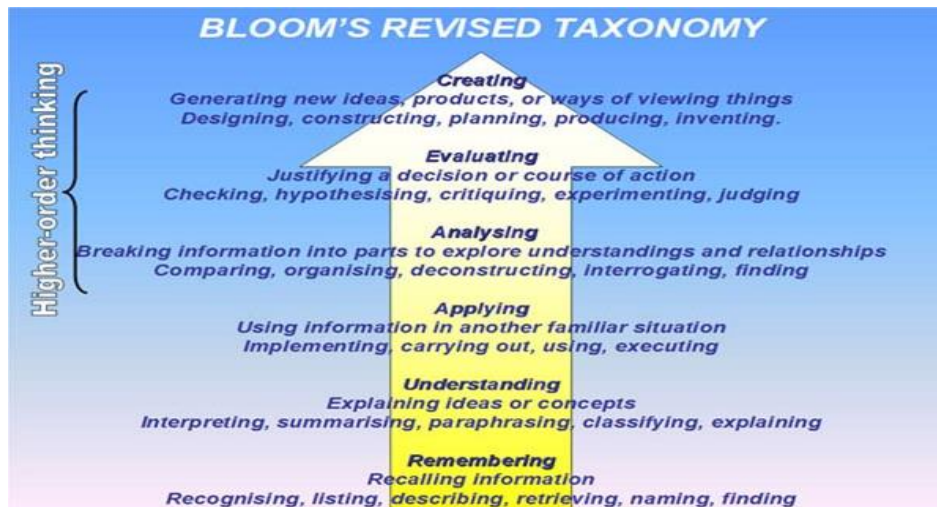 BLOOM'S REVISED TAXONOMY
Higher-order thinking
Creating
Generating new ideas, products, or ways of viewing things
Designing, constructing, planning, producing, inventing.
Evaluating
Justifying a decision or course of action
Checking, hypothesising, critiquing, experimenting, judging
Analysing
Breaking information into parts to explore understandings and relationships
Comparing, organising, deconstructing, interrogating, finding
Applying
Using information in another familiar situation
Implementing, carrying out, using, executing
Understanding
Explaining ideas or concepts
Interpreting, summarising, paraphrasing, classifying, explaining
Remembering
Recalling information
Recognising, listing, describing, retrieving, naming, finding